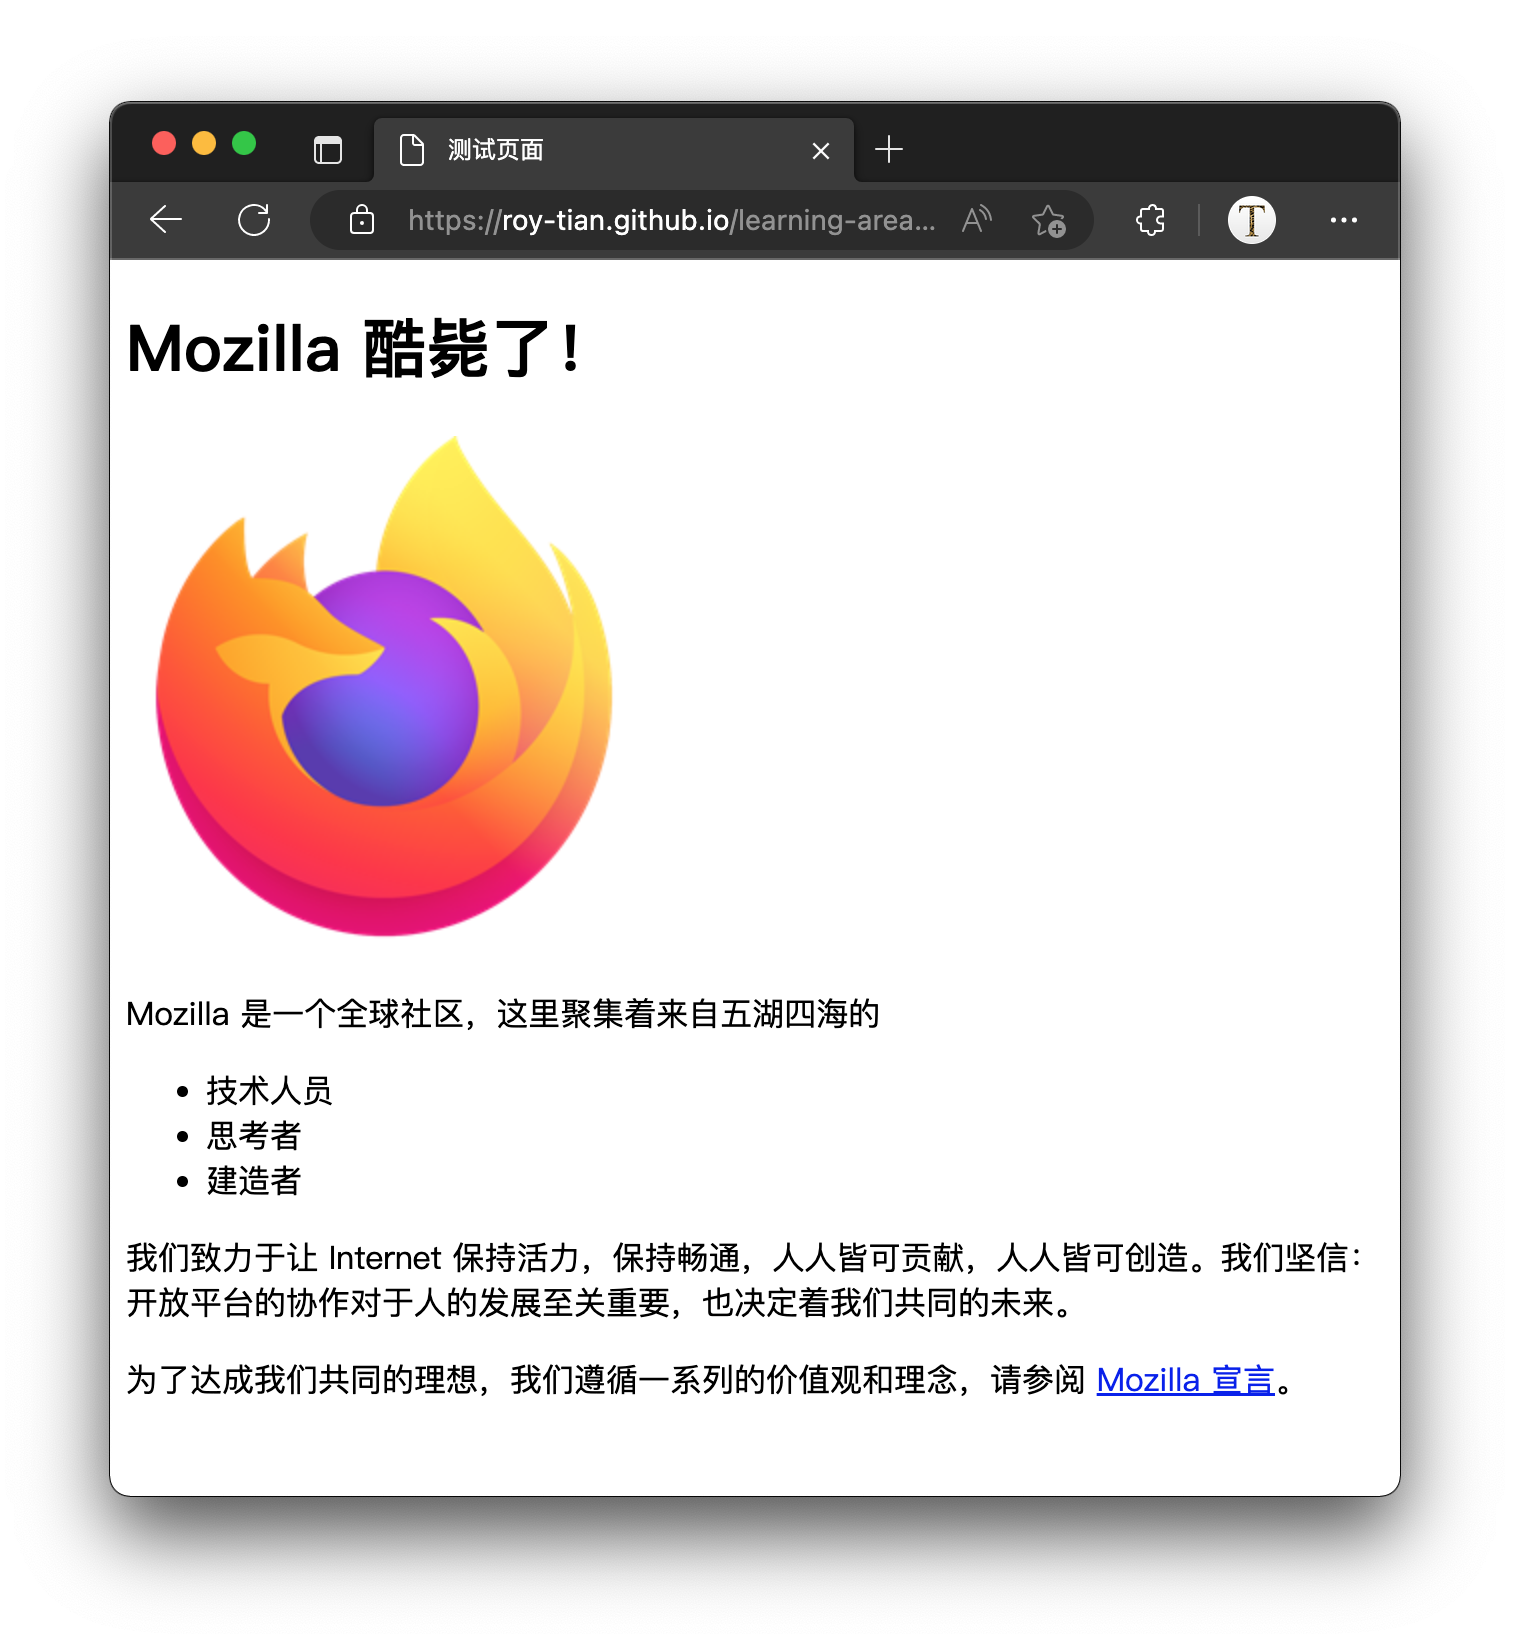 测试页面
https://roy-tian.github.io/learning-area...
T
Mozilla 酷毙了！
Mozilla 是一个全球社区，这里聚集着来自五湖四海的
• 技术人员
• 思考者
• 建造者
我们致力于让 Internet 保持活力，保持畅通，人人皆可贡献，人人皆可创造。我们坚信：
开放平台的协作对于人的发展至关重要，也决定着我们共同的未来。
为了达成我们共同的理想，我们遵循一系列的价值观和理念，请参阅 Mozilla 宣言。